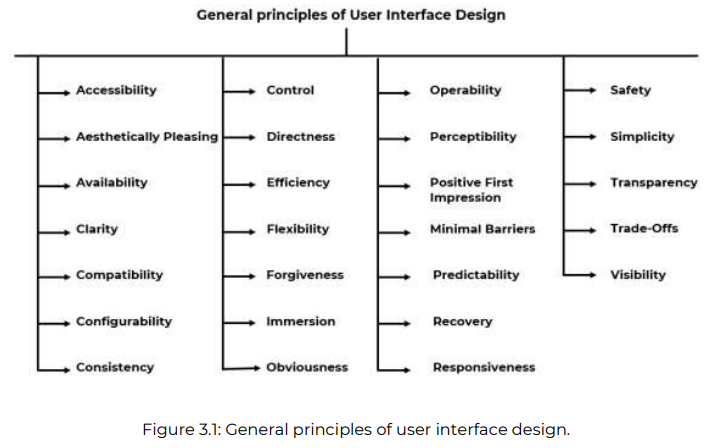 General principles of User Interface Design
Accessibility
Aesthetically Pleasing
Availability
Clarity
Compatibility
Configurability
Consistency
Control
Directness
Efficiency
Flexibility
Forgiveness
Immersion
Obviousness
Operability
Perceptibility
Positive First
Impression
Minimal Barriers
Predictability
Recovery
Responsiveness
Safety
Simplicity
Transparency
Trade-Offs
Visibility
Figure 3.1: General principles of user interface design.